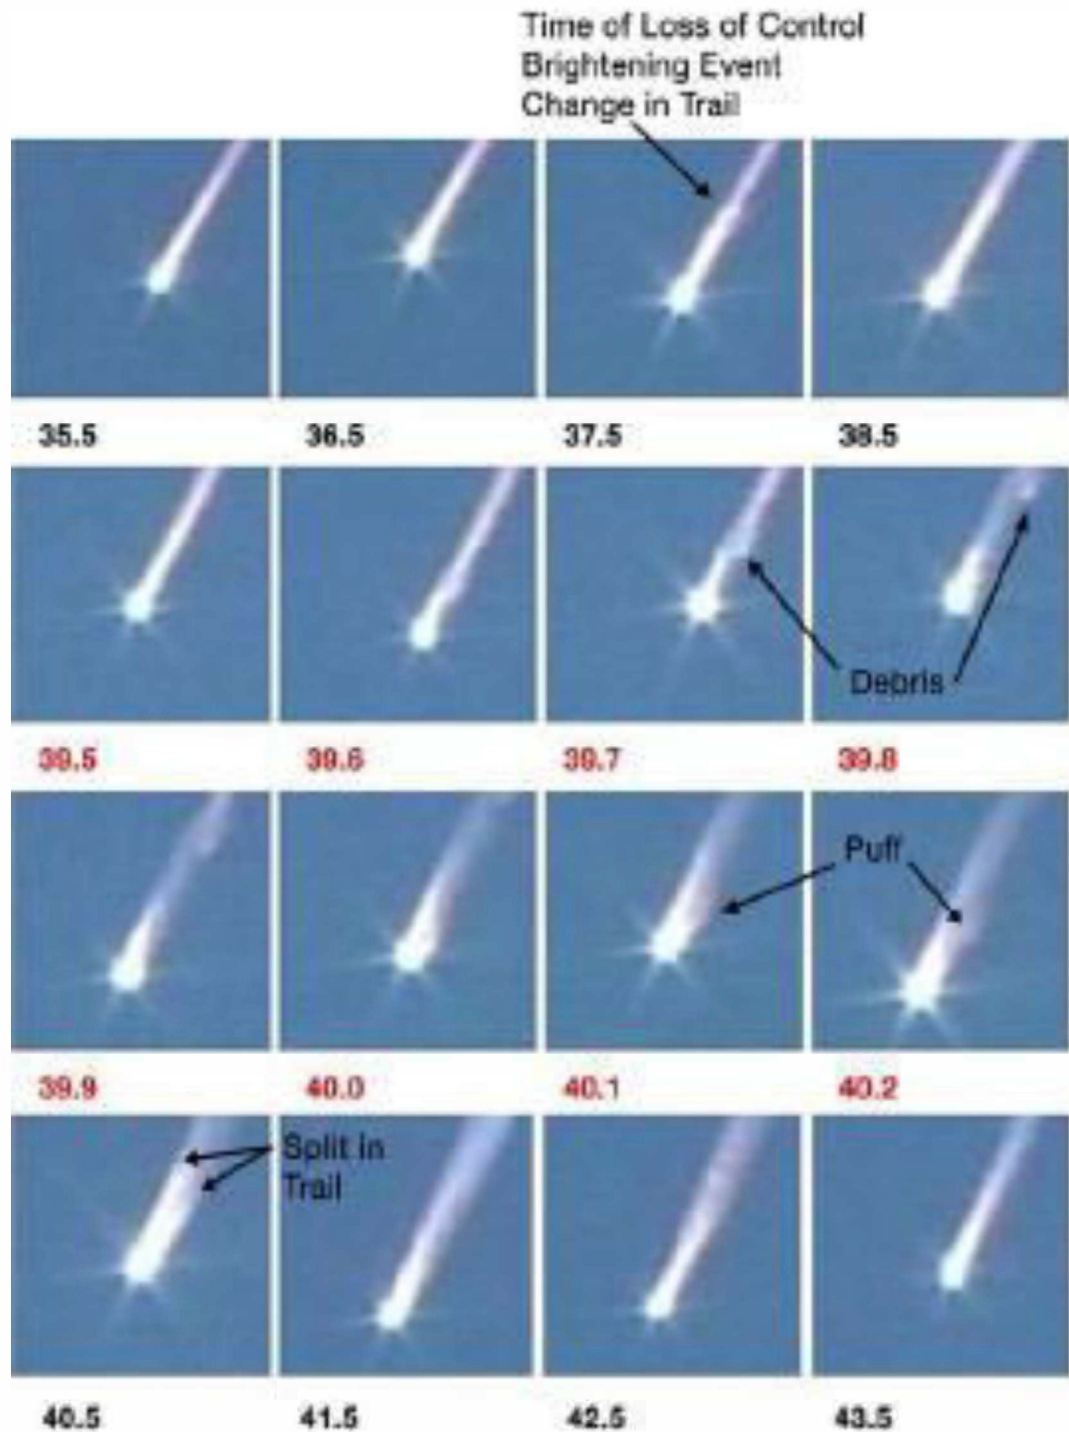 Time of Loss of Control
Brightening Event
Change in Trail
35.5 36.5 37.5 38.5
Debris
39.5 39.6 39.7 39.8
Puff
39.9 40.0 40.1 40.2
Split in
Trail
40.5 41.5 42.5 43.5